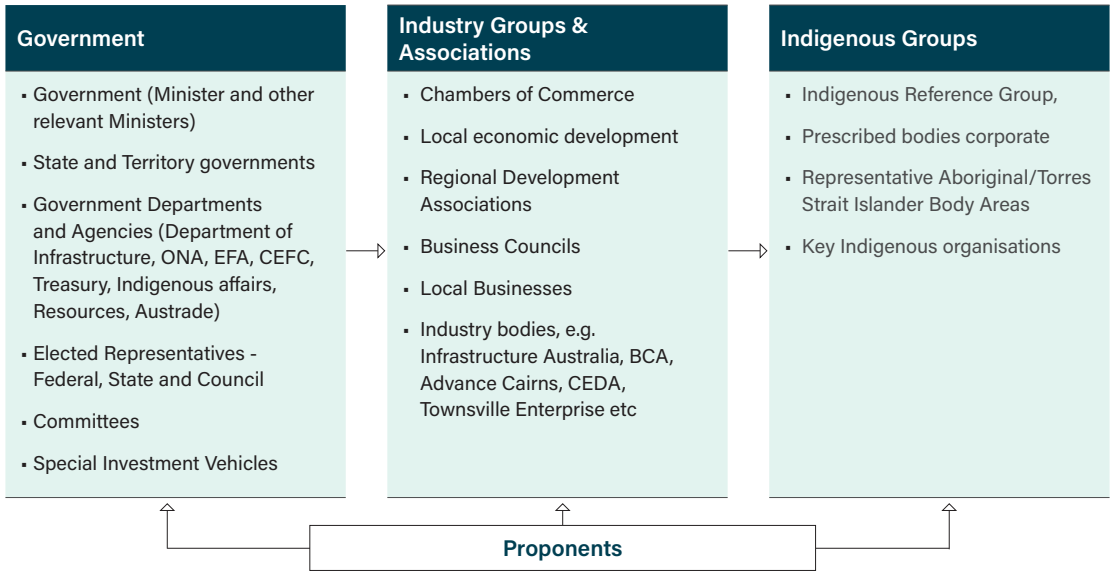 Government
▪ Government (Minister and other
relevant Ministers)
▪ State and Territory governments
▪ Government Departments
and Agencies (Department of
Infrastructure, ONA, EFA, CEFC,
Treasury, Indigenous affairs,
Resources, Austrade)
▪ Elected Representatives -
Federal, State and Council
▪ Committees
▪ Special Investment Vehicles
Industry Groups &
Associations
▪ Chambers of Commerce
▪ Local economic development
▪ Regional Development
Associations
▪ Business Councils
▪ Local Businesses
▪ Industry bodies, e.g.
Infrastructure Australia, BCA,
Advance Cairns, CEDA,
Townsville Enterprise etc
Indigenous Groups
▪ Indigenous Reference Group,
▪ Prescribed bodies corporate
▪ Representative Aboriginal/Torres
Strait Islander Body Areas
▪ Key Indigenous organisations
Proponents